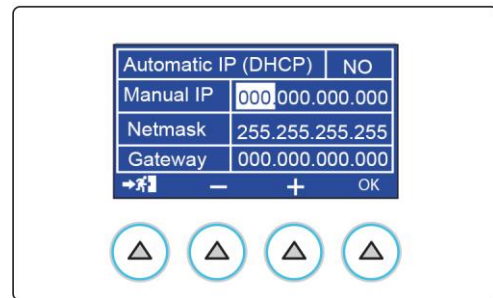 Automatic IP (DHCP) NO
Manual IP 000.000.000.000
Netmask 255.255.255.255
Gateway 000.000.000.000
− + OK